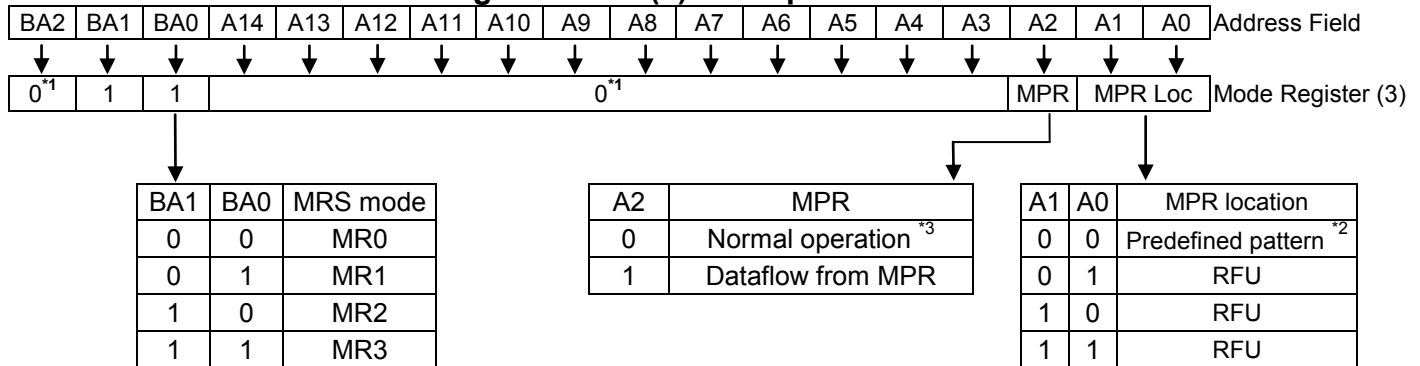 BA2 BA1 BA0 A14 A13 A12 A11 A10 A9 A8 A7 A6 A5 A4 A3 A2 A1 A0 Address Field
0*1 1 1 0*1 MPR MPR Loc Mode Register (3)
BA1 BA0 MRS mode
0 0 MR0
0 1 MR1
1 0 MR2
1 1 MR3
A2 MPR
0 Normal operation *3
1 Dataflow from MPR
A1 A0 MPR location
0 0 Predefined pattern *2
0 1 RFU
1 0 RFU
1 1 RFU